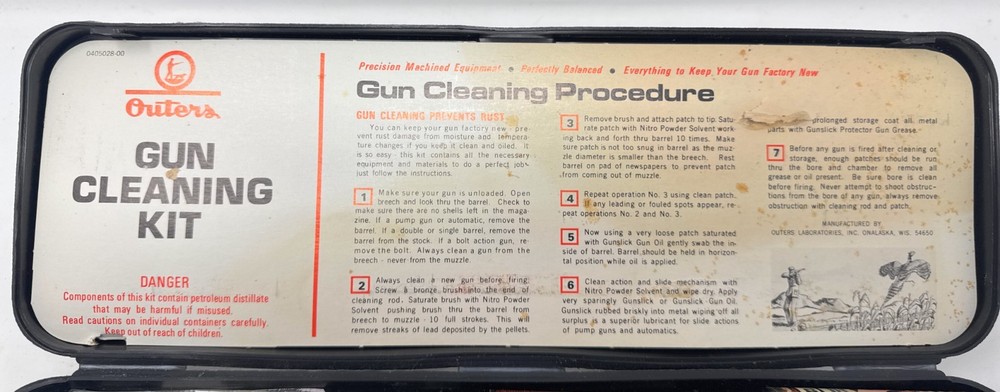 0405028-00
Outers
GUN
CLEANING
KIT
DANGER
Components of this kit contain petroleum distillate
that may be harmful if misused.
Read cautions on individual containers carefully.
Keep out of reach of children.
Precision Machined Equipment • Perfectly Balanced • Everything to Keep Your Gun Factory New
Gun Cleaning Procedure
GUN CLEANING PREVENTS RUST
You can keep your gun factory new - pre-
vent rust damage from moisture and tempera-
ture changes if you keep it clean and oiled. It
is so easy - this kit contains all the necessary
equipment and materials to do a perfect job -
just follow the instructions.
1 Make sure your gun is unloaded. Open
breech and look thru the barrel. Check to
make sure there are no shells left in the maga-
zine. If a pump gun or automatic, remove the
barrel. If a double or single barrel, remove the
barrel from the stock. If a bolt action gun, re-
move the bolt. Always clean a gun from the
breech - never from the muzzle.
2 Always clean a new gun before firing.
Screw a bronze brush into the end of
cleaning rod. Saturate brush with Nitro Powder
Solvent pushing brush thru the barrel from
breech to muzzle - 10 full strokes. This will
remove streaks of lead deposited by the pellets.
3 Remove brush and attach patch to tip. Satu-
rate patch with Nitro Powder Solvent work-
ing back and forth thru barrel 10 times. Make
sure patch is not too snug in barrel as the muz-
zle diameter is smaller than the breech. Rest
barrel on pad of newspapers to prevent patch
from coming out of muzzle.
4 Repeat operation No. 3 using clean patch.
If any leading or fouled spots appear, re-
peat operations No. 2 and No. 3.
5 Now using a very loose patch saturated
with Gunslick Gun Oil gently swab the in-
side of barrel. Barrel should be held in horizon-
tal position while oil is applied.
6 Clean action and slide mechanism with
Nitro Powder Solvent and wipe dry. Apply
very sparingly Gunslick or Gunslick Gun Oil.
Gunslick rubbed briskly into metal wiping off all
surplus is a superior lubricant for slide actions
of pump guns and automatics.
prolonged storage coat all metal
parts with Gunslick Protector Gun Grease.
7 Before any gun is fired after cleaning or
storage, enough patches should be run
thru the bore and chamber to remove all
grease or oil present. Be sure bore is clean
before firing. Never attempt to shoot obstruc-
tions from the bore of any gun, always remove
obstruction with cleaning rod and patch.
MANUFACTURED BY
OUTERS LABORATORIES, INC. ONALASKA, WIS. 54650